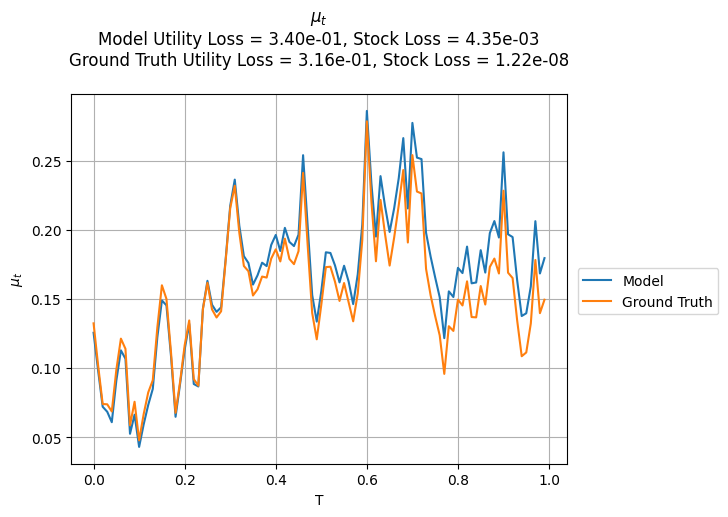 μₜ
Model Utility Loss = 3.40e-01, Stock Loss = 4.35e-03
Ground Truth Utility Loss = 3.16e-01, Stock Loss = 1.22e-08
0.25
0.20
0.15
0.10
0.05
μₜ
Model
Ground Truth
0.0 0.2 0.4 0.6 0.8 1.0
T